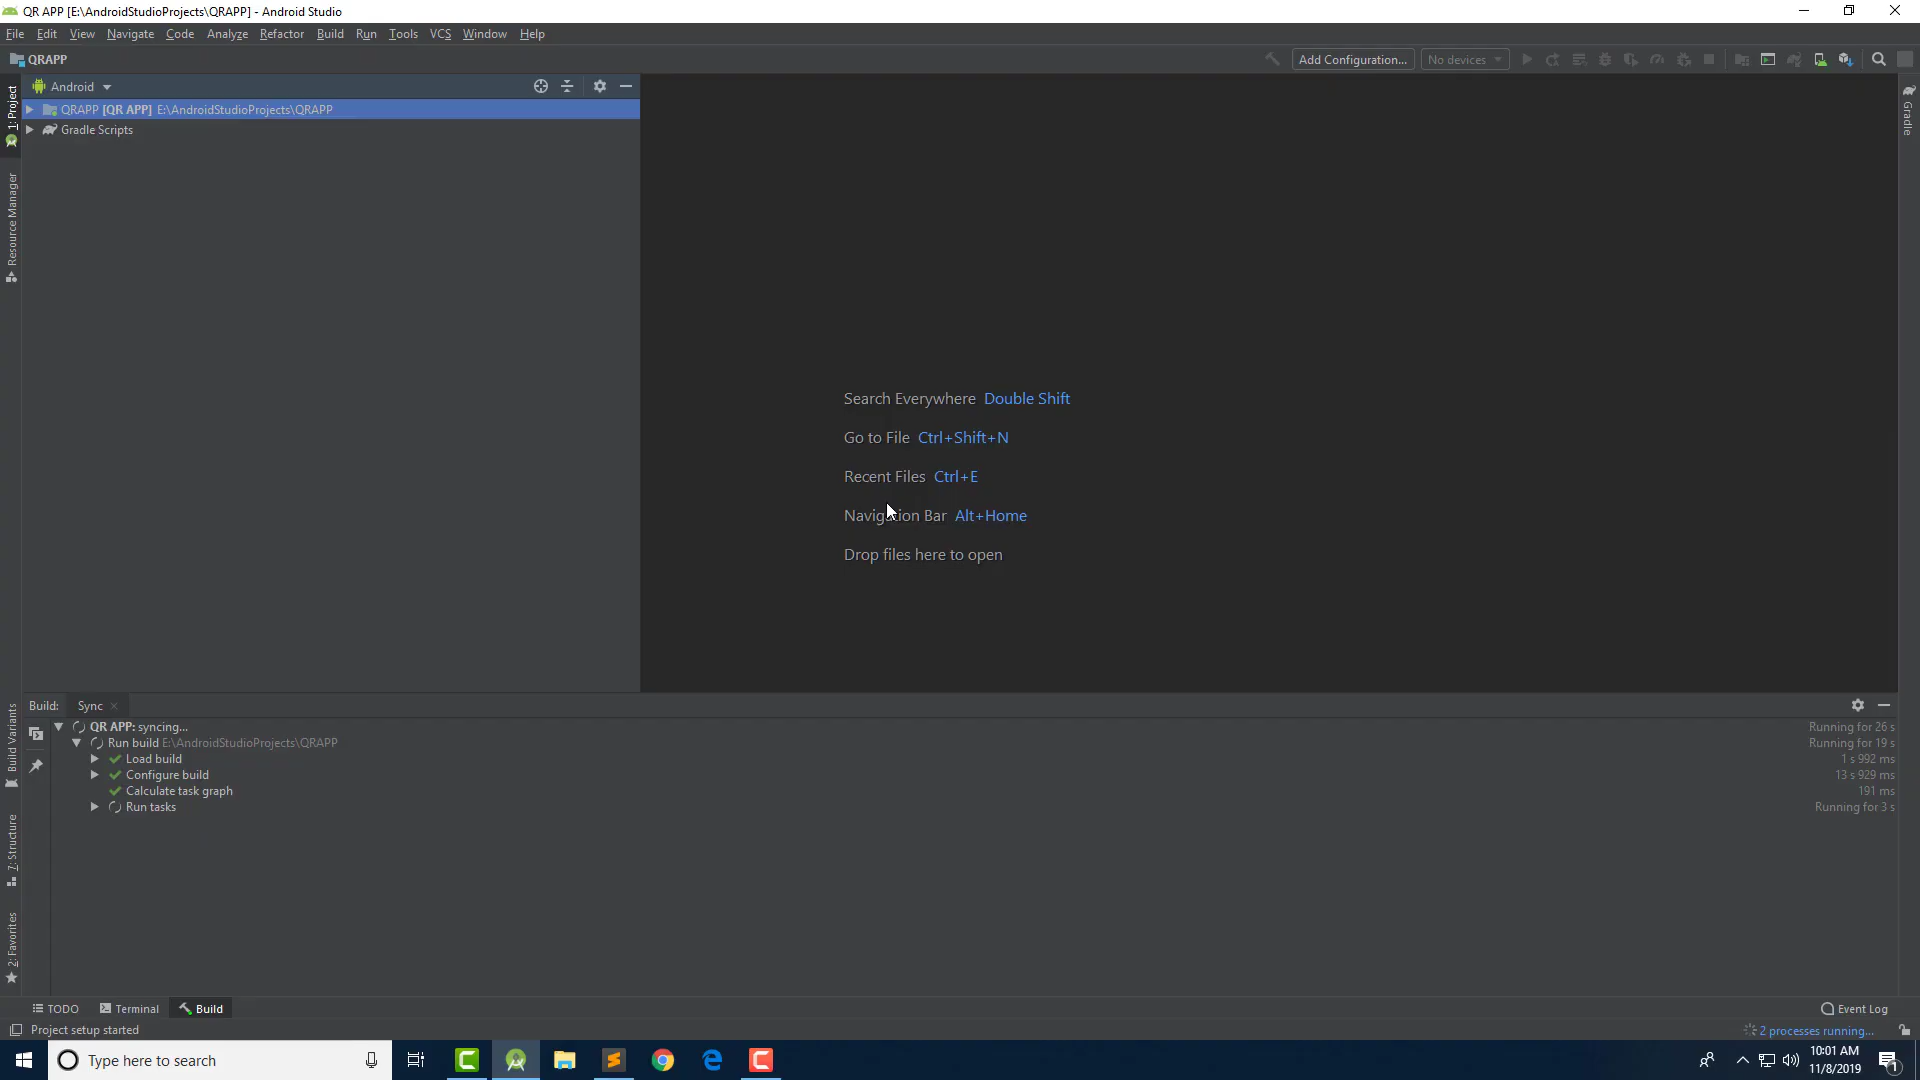 QR APP [E:\AndroidStudioProjects\QRAPP] - Android Studio
File Edit View Navigate Code Analyze Refactor Build Run Tools VCS Window Help
QRAPP Add Configuration... No devices
1: Project
Android
QRAPP [QR APP] E:\AndroidStudioProjects\QRAPP
Gradle Scripts
Gradle
Resource Manager
Search Everywhere Double Shift
Go to File Ctrl+Shift+N
Recent Files Ctrl+E
Navigation Bar Alt+Home
Drop files here to open
Build: Sync
QR APP: syncing... Running for 26 s
Run build E:\AndroidStudioProjects\QRAPP Running for 19 s
Load build 1 s 992 ms
Configure build 13 s 929 ms
Calculate task graph 191 ms
Run tasks Running for 3 s
Build Variants
7: Structure
2: Favorites
TODO Terminal Build Event Log
Project setup started 2 processes running...
Type here to search
10:01 AM
11/8/2019
1